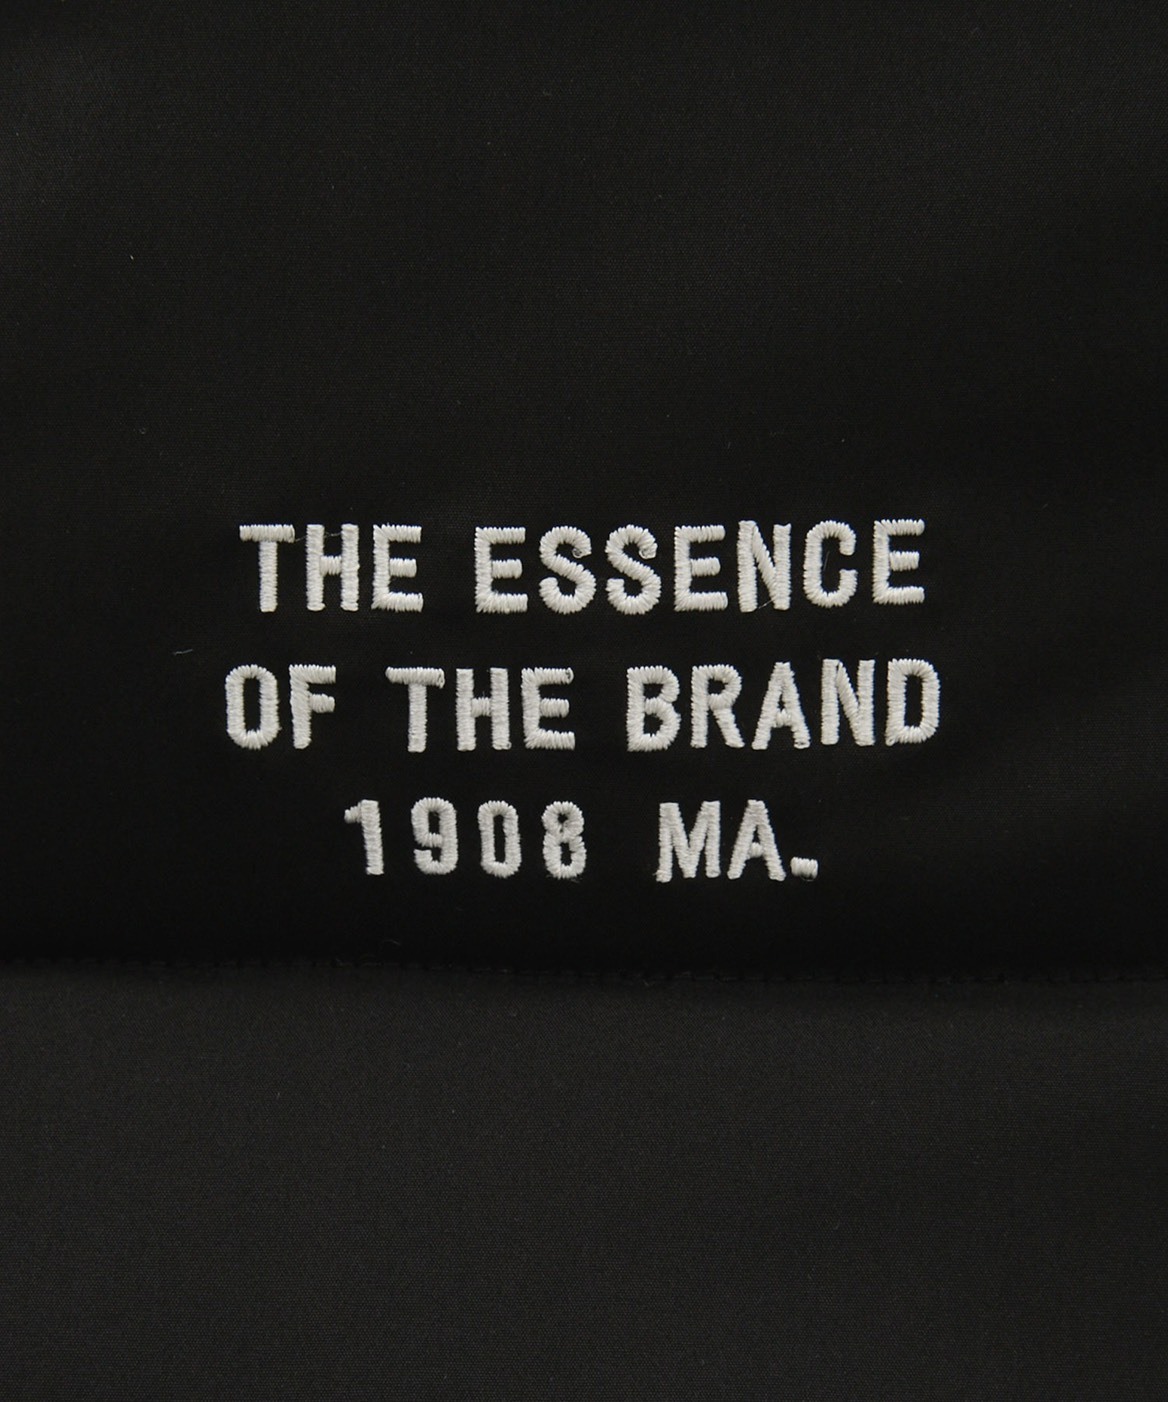 THE ESSENCE
OF THE BRAND
1908 MA.